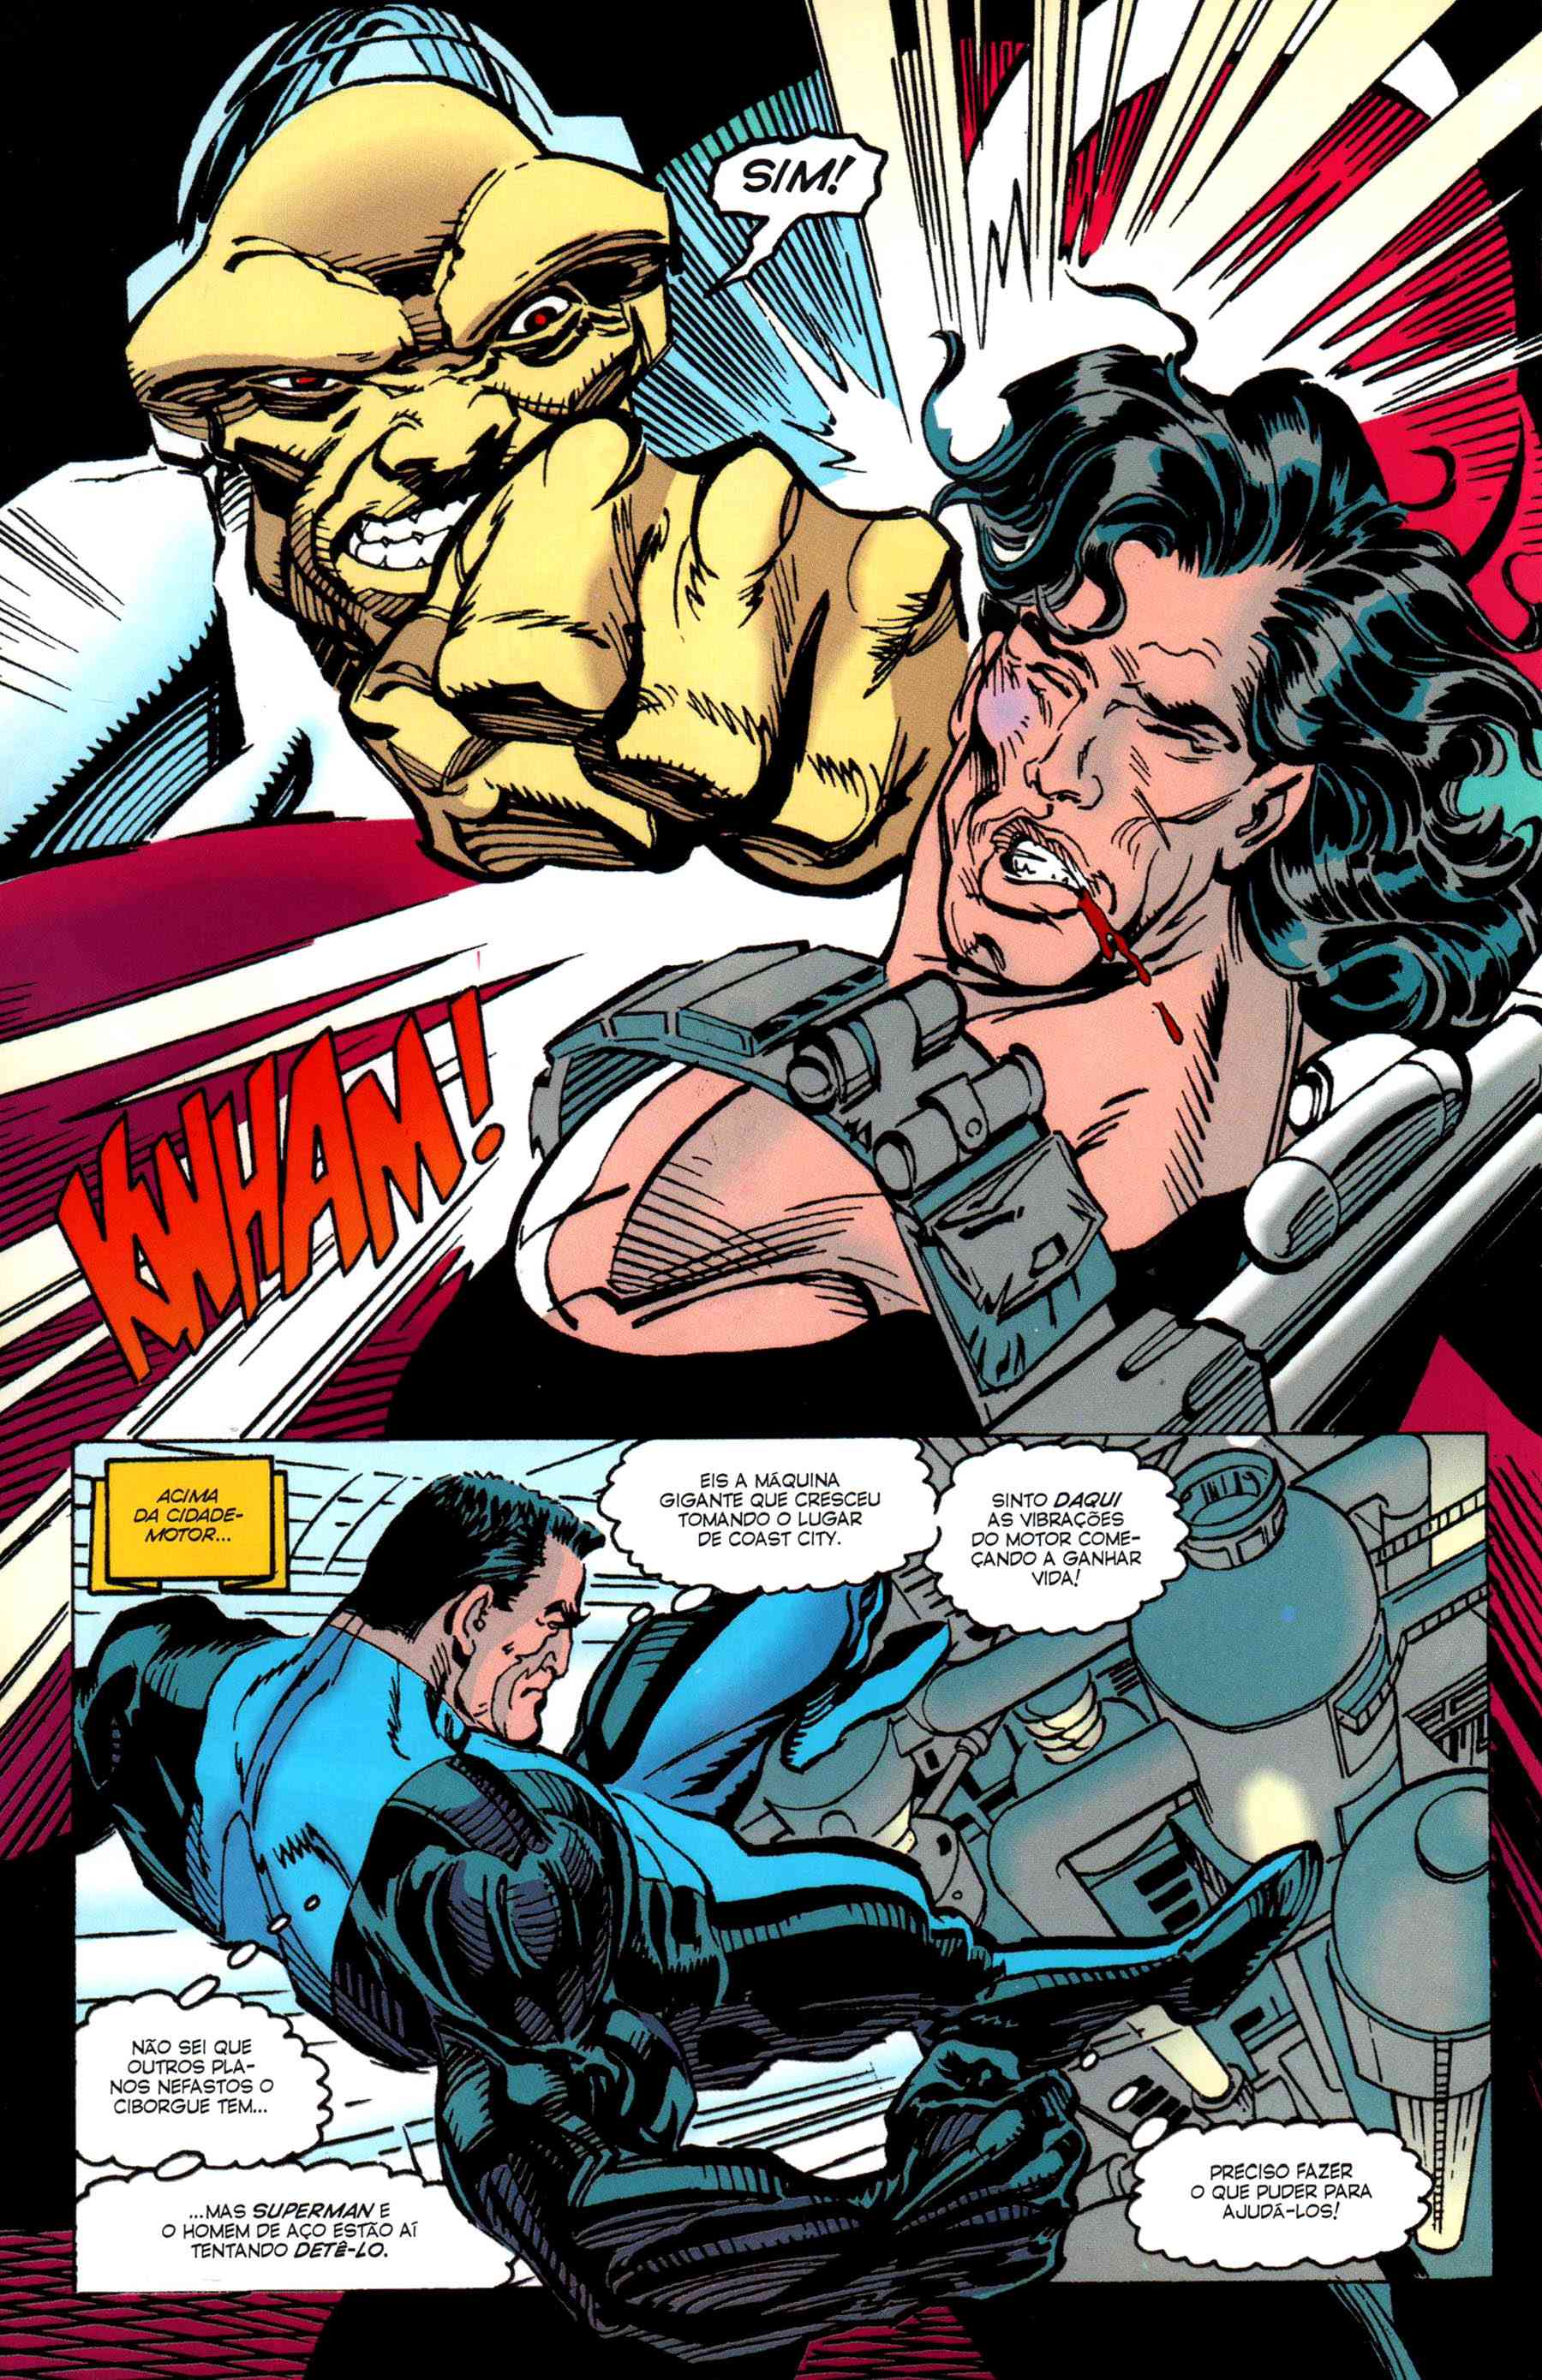 SIM!
KWHAM!
ACIMA
DA CIDADE-
MOTOR...
EIS A MÁQUINA
GIGANTE QUE CRESCEU
TOMANDO O LUGAR
DE COAST CITY.
SINTO DAQUI
AS VIBRAÇÕES
DO MOTOR COME-
ÇANDO A GANHAR
VIDA!
NÃO SEI QUE
OUTROS PLA-
NOS NEFASTOS O
CIBORGUE TEM...
...MAS SUPERMAN E
O HOMEM DE AÇO ESTÃO AÍ
TENTANDO DETÊ-LO.
PRECISO FAZER
O QUE PUDER PARA
AJUDÁ-LOS!